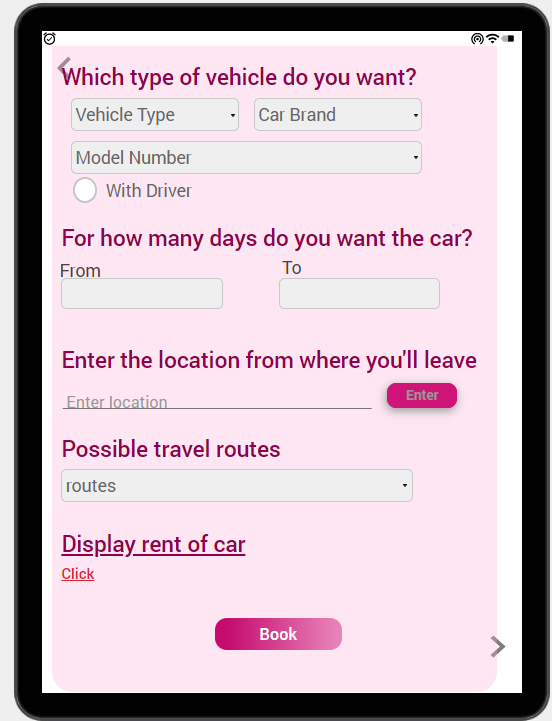 Which type of vehicle do you want?
Vehicle Type Car Brand
Model Number
With Driver
For how many days do you want the car?
From To
Enter the location from where you'll leave
Enter location Enter
Possible travel routes
routes
Display rent of car
Click
Book